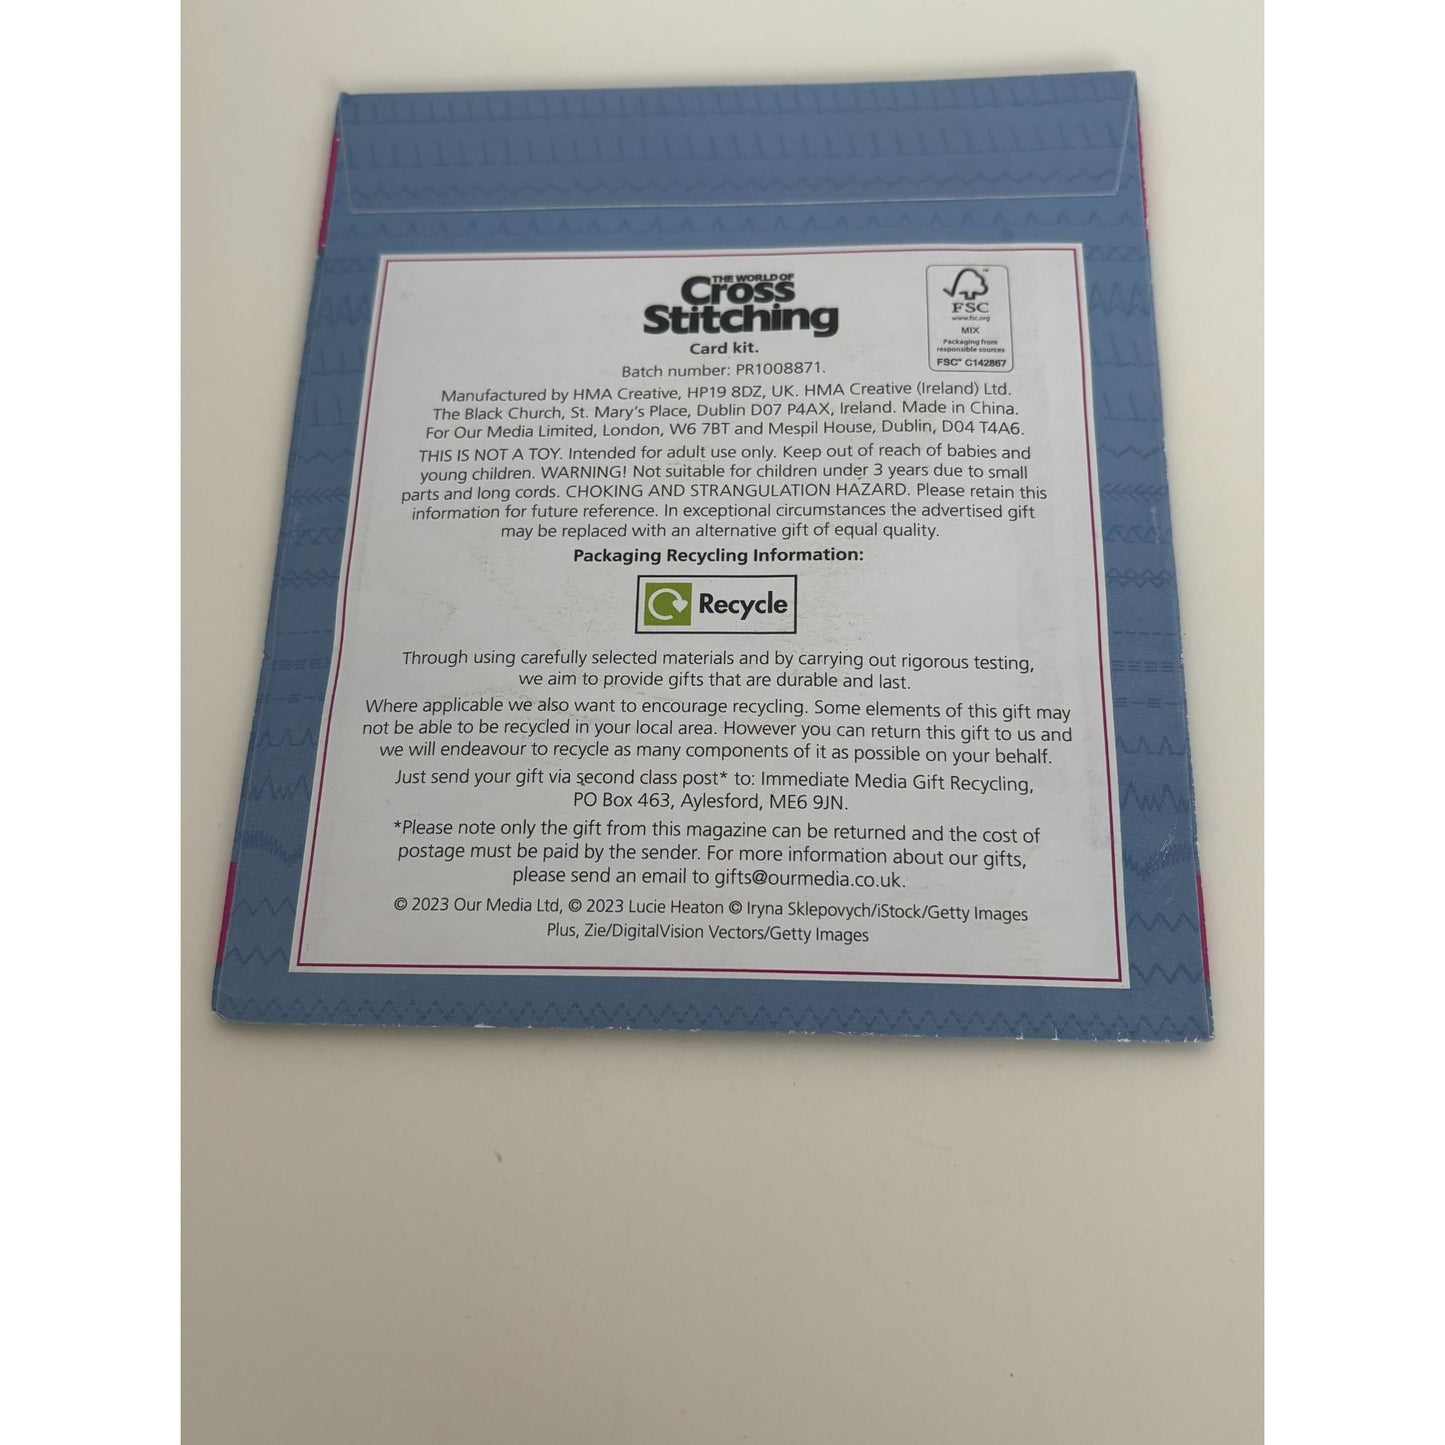 THE WORLD OF
Cross
Stitching
Card kit.
Batch number: PR1008871.
FSC
www.fsc.org
MIX
Packaging from
responsible sources
FSC™ C142867
Manufactured by HMA Creative, HP19 8DZ, UK. HMA Creative (Ireland) Ltd.
The Black Church, St. Mary's Place, Dublin D07 P4AX, Ireland. Made in China.
For Our Media Limited, London, W6 7BT and Mespil House, Dublin, D04 T4A6.
THIS IS NOT A TOY. Intended for adult use only. Keep out of reach of babies and
young children. WARNING! Not suitable for children under 3 years due to small
parts and long cords. CHOKING AND STRANGULATION HAZARD. Please retain this
information for future reference. In exceptional circumstances the advertised gift
may be replaced with an alternative gift of equal quality.
Packaging Recycling Information:
Recycle
Through using carefully selected materials and by carrying out rigorous testing,
we aim to provide gifts that are durable and last.
Where applicable we also want to encourage recycling. Some elements of this gift may
not be able to be recycled in your local area. However you can return this gift to us and
we will endeavour to recycle as many components of it as possible on your behalf.
Just send your gift via second class post* to: Immediate Media Gift Recycling,
PO Box 463, Aylesford, ME6 9JN.
*Please note only the gift from this magazine can be returned and the cost of
postage must be paid by the sender. For more information about our gifts,
please send an email to gifts@ourmedia.co.uk.
© 2023 Our Media Ltd, © 2023 Lucie Heaton © Iryna Sklepovych/iStock/Getty Images
Plus, Zie/DigitalVision Vectors/Getty Images